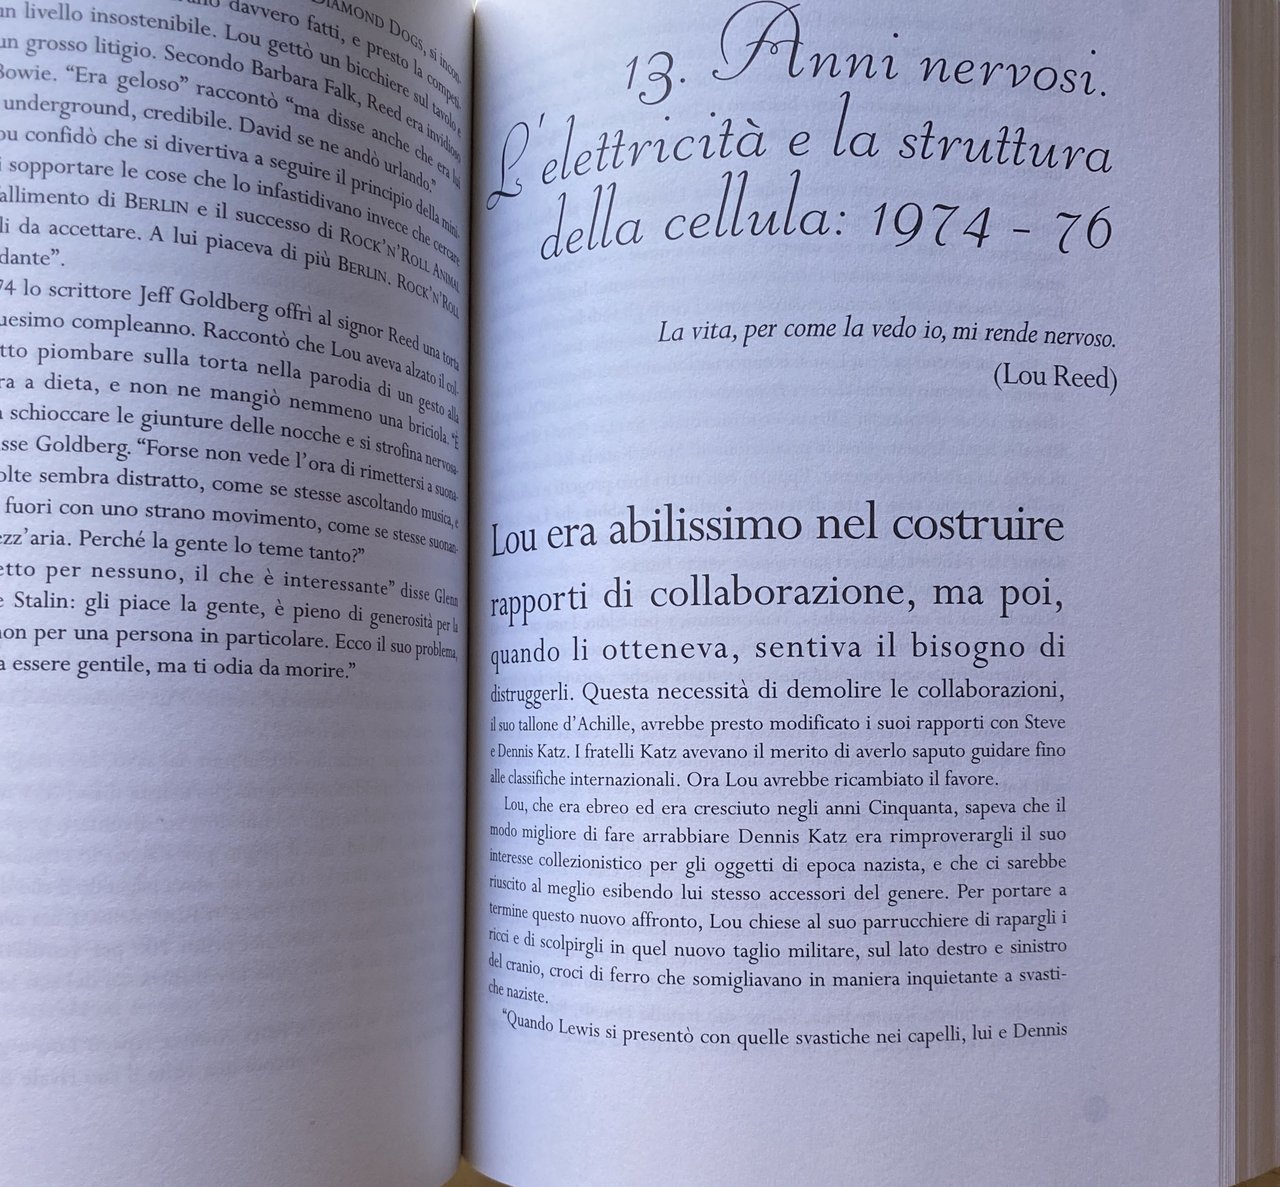 DIAMOND DOGS, si incon-
davvero fatti, e presto la competi-
un livello insostenibile. Lou gettò un bicchiere sul tavolo e
un grosso litigio. Secondo Barbara Falk, Reed era invidioso
Bowie. “Era geloso” raccontò “ma disse anche che era lui
underground, credibile. David se ne andò urlando.”
confidò che si divertiva a seguire il principio della mini-
sopportare le cose che lo infastidivano invece che cercare
fallimento di BERLIN e il successo di ROCK’N’ROLL ANIMAL
da accettare. A lui piaceva di più BERLIN. ROCK’N’ROLL
dante”.
74 lo scrittore Jeff Goldberg offrì al signor Reed una torta
compleanno. Raccontò che Lou aveva alzato il col-
piombare sulla torta nella parodia di un gesto alla
a dieta, e non ne mangiò nemmeno una briciola. “È
schioccare le giunture delle nocche e si strofina nervosa-
Goldberg. “Forse non vede l’ora di rimettersi a suona-
sembra distratto, come se stesse ascoltando musica, e
fuori con uno strano movimento, come se stesse suonan-
mezz’aria. Perché la gente lo teme tanto?”
per nessuno, il che è interessante” disse Glenn
Stalin: gli piace la gente, è pieno di generosità per la
non per una persona in particolare. Ecco il suo problema,
essere gentile, ma ti odia da morire.”
13. Anni nervosi.
L’elettricità e la struttura
della cellula: 1974 - 76
La vita, per come la vedo io, mi rende nervoso.
(Lou Reed)
Lou era abilissimo nel costruire
rapporti di collaborazione, ma poi,
quando li otteneva, sentiva il bisogno di
distruggerli. Questa necessità di demolire le collaborazioni,
il suo tallone d’Achille, avrebbe presto modificato i suoi rapporti con Steve
e Dennis Katz. I fratelli Katz avevano il merito di averlo saputo guidare fino
alle classifiche internazionali. Ora Lou avrebbe ricambiato il favore.
Lou, che era ebreo ed era cresciuto negli anni Cinquanta, sapeva che il
modo migliore di fare arrabbiare Dennis Katz era rimproverargli il suo
interesse collezionistico per gli oggetti di epoca nazista, e che ci sarebbe
riuscito al meglio esibendo lui stesso accessori del genere. Per portare a
termine questo nuovo affronto, Lou chiese al suo parrucchiere di rapargli i
ricci e di scolpirgli in quel nuovo taglio militare, sul lato destro e sinistro
del cranio, croci di ferro che somigliavano in maniera inquietante a svasti-
che naziste.
“Quando Lewis si presentò con quelle svastiche nei capelli, lui e Dennis